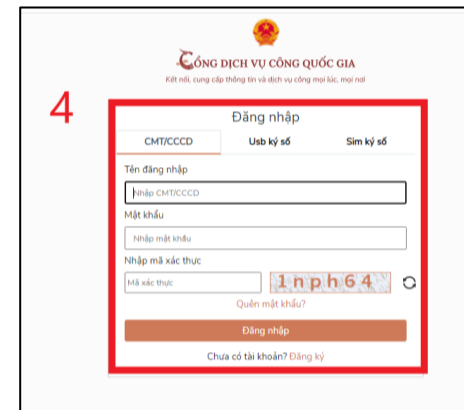 CỔNG DỊCH VỤ CÔNG QUỐC GIA
Kết nối, cung cấp thông tin và dịch vụ công mọi lúc, mọi nơi
4
Đăng nhập
CMT/CCCD Usb ký số Sim ký số
Tên đăng nhập
Nhập CMT/CCCD
Mật khẩu
Nhập mật khẩu
Nhập mã xác thực
Mã xác thực 1nph64
Quên mật khẩu?
Đăng nhập
Chưa có tài khoản? Đăng ký